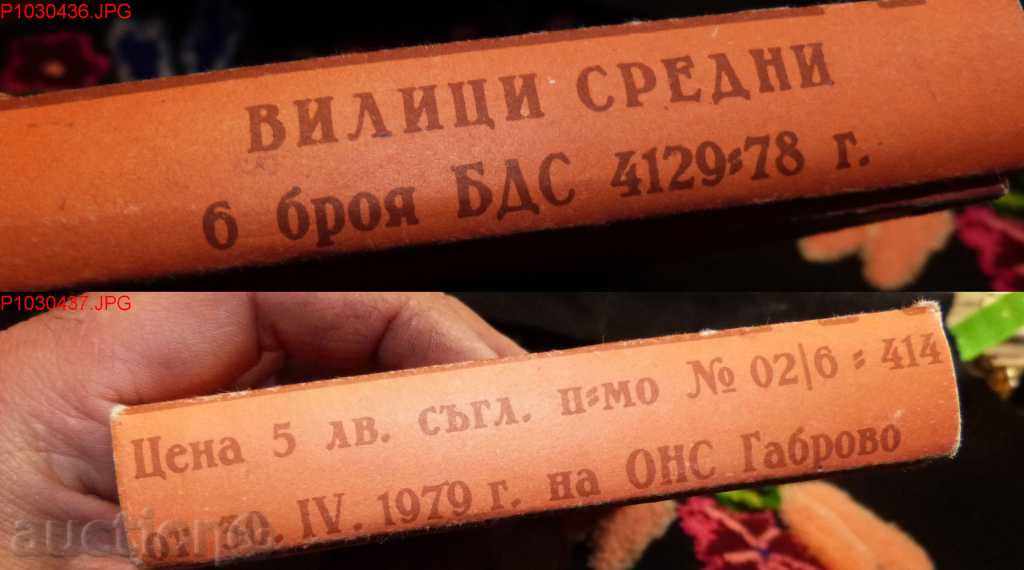 P1030436.JPG
ВИЛИЦИ СРЕДНИ
6 броя БДС 4129=78 г.
P1030437.JPG
Цена 5 лв. съгл. п=мо № 02|6 = 414
от 30. IV. 1979 г. на ОНС Габрово
auction